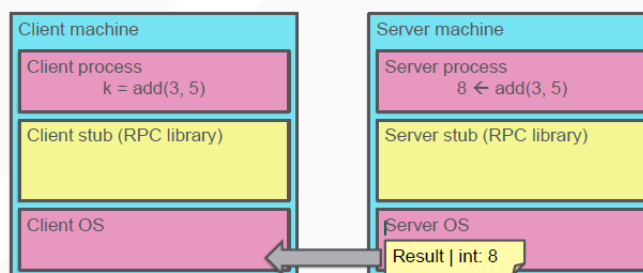 Client machine
Client process
k = add(3, 5)
Client stub (RPC library)
Client OS
Server machine
Server process
8 ← add(3, 5)
Server stub (RPC library)
Server OS
Result | int: 8